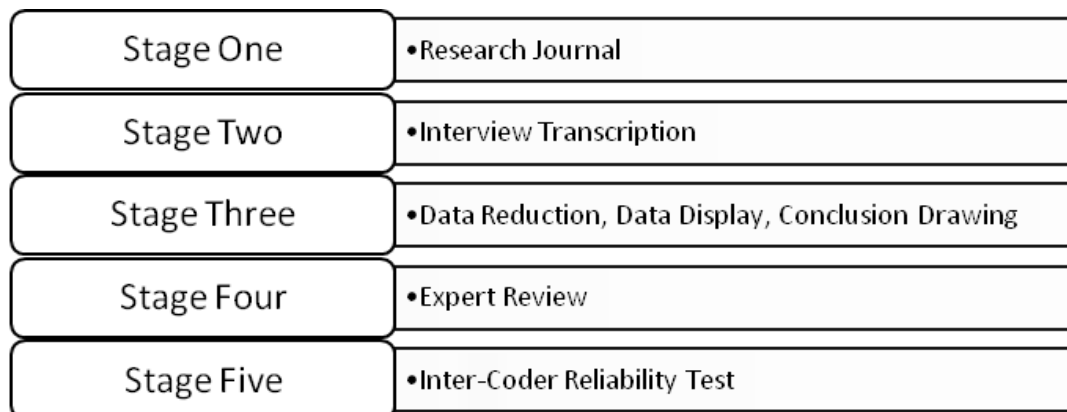 Stage One
•Research Journal
Stage Two
•Interview Transcription
Stage Three
•Data Reduction, Data Display, Conclusion Drawing
Stage Four
•Expert Review
Stage Five
•Inter-Coder Reliability Test